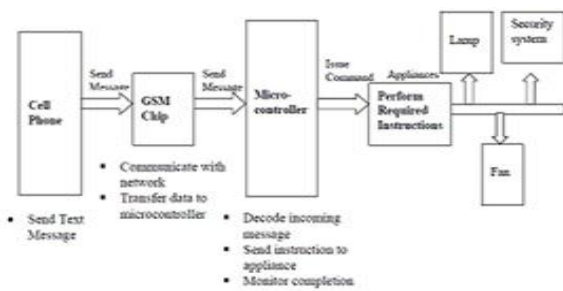 Cell
Phone
Send
Message
GSM
Chip
Send
Message
Micro-
controller
Issue
Command
Appliances
Perform
Required
Instructions
Lamp
Security
system
Fan
▪ Send Text
Message
▪ Communicate with
network
▪ Transfer data to
microcontroller
▪ Decode incoming
message
▪ Send instruction to
appliance
▪ Monitor completion